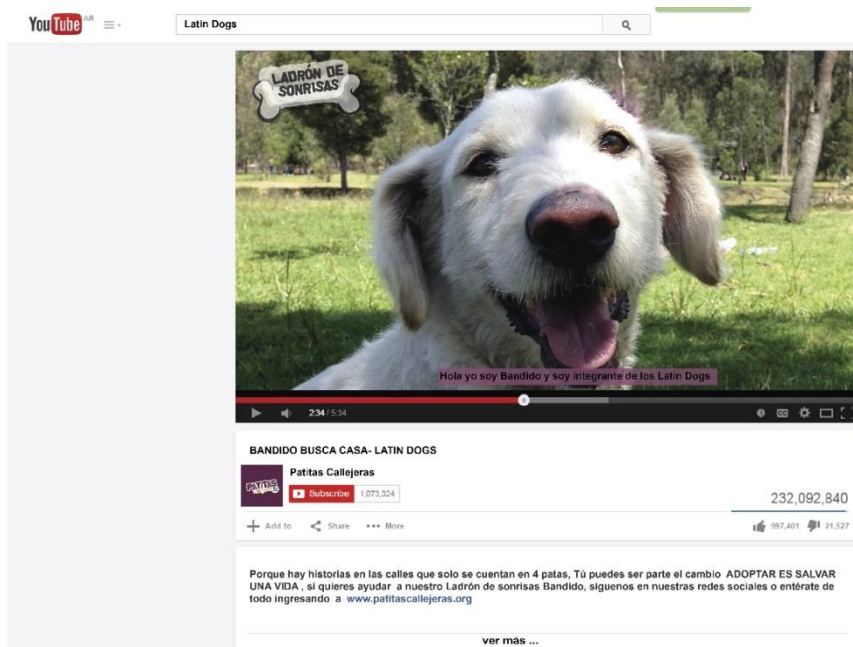 YouTube AR
Latin Dogs
LADRÓN DE
SONRISAS
Hola yo soy Bandido y soy integrante de los Latin Dogs
2:34 / 5:34
BANDIDO BUSCA CASA- LATIN DOGS
Patitas Callejeras
PATITAS
Subscribe 1,073,324
232,092,840
Add to Share More
997,401 21,527
Porque hay historias en las calles que solo se cuentan en 4 patas, Tú puedes ser parte el cambio ADOPTAR ES SALVAR
UNA VIDA , si quieres ayudar a nuestro Ladrón de sonrisas Bandido, siguenos en nuestras redes sociales o entérate de
todo ingresando a www.patitascallejeras.org
ver más ...